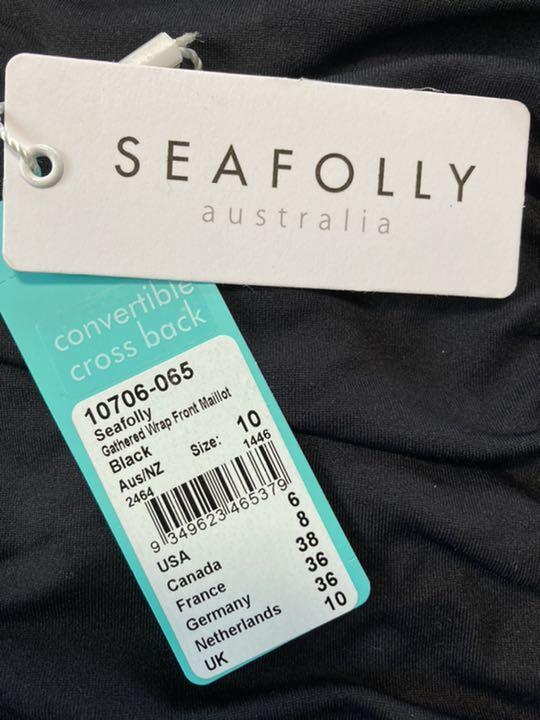 SEAFOLLY
australia
convertible
cross back
10706-065
Seafolly
Gathered Wrap Front Maillot
Black
Aus/NZ Size: 10
2464 1446
9 349623 465379
USA 6
Canada 8
France 38
Germany 36
Netherlands 36
UK 10